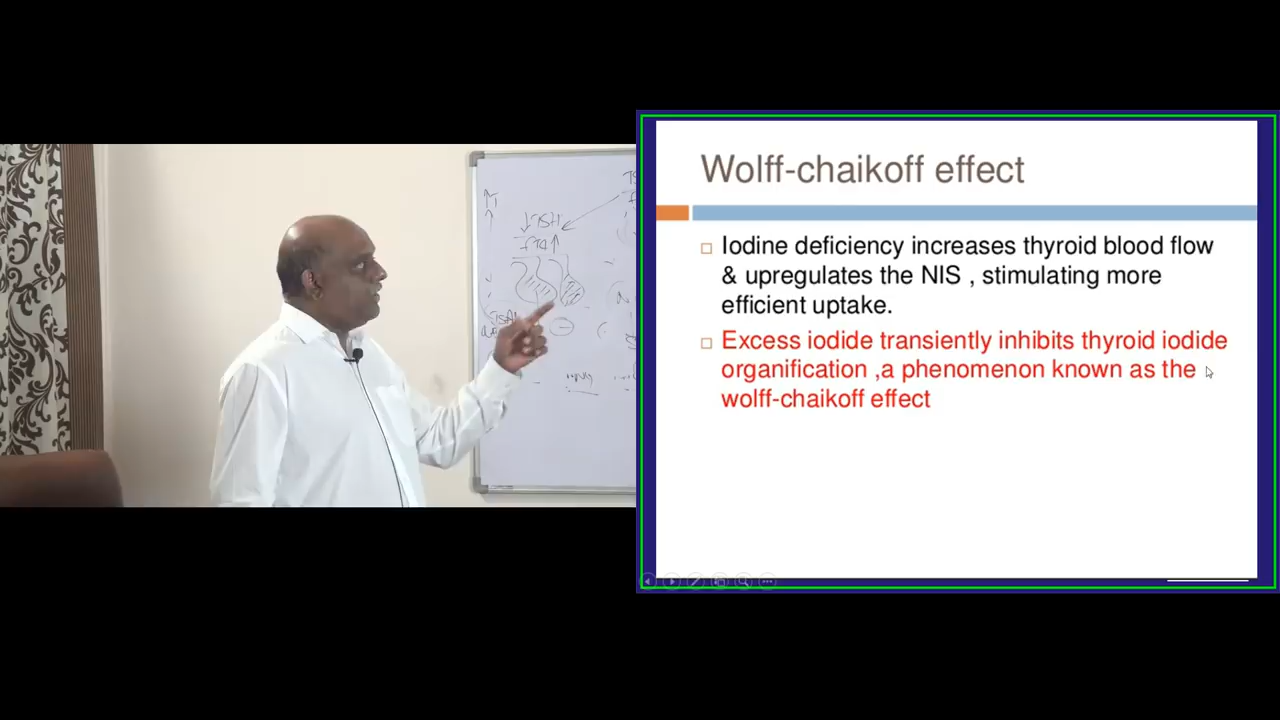 ↓TSH
FTO↑
Wolff-chaikoff effect
Iodine deficiency increases thyroid blood flow
& upregulates the NIS , stimulating more
efficient uptake.
Excess iodide transiently inhibits thyroid iodide
organification ,a phenomenon known as the
wolff-chaikoff effect